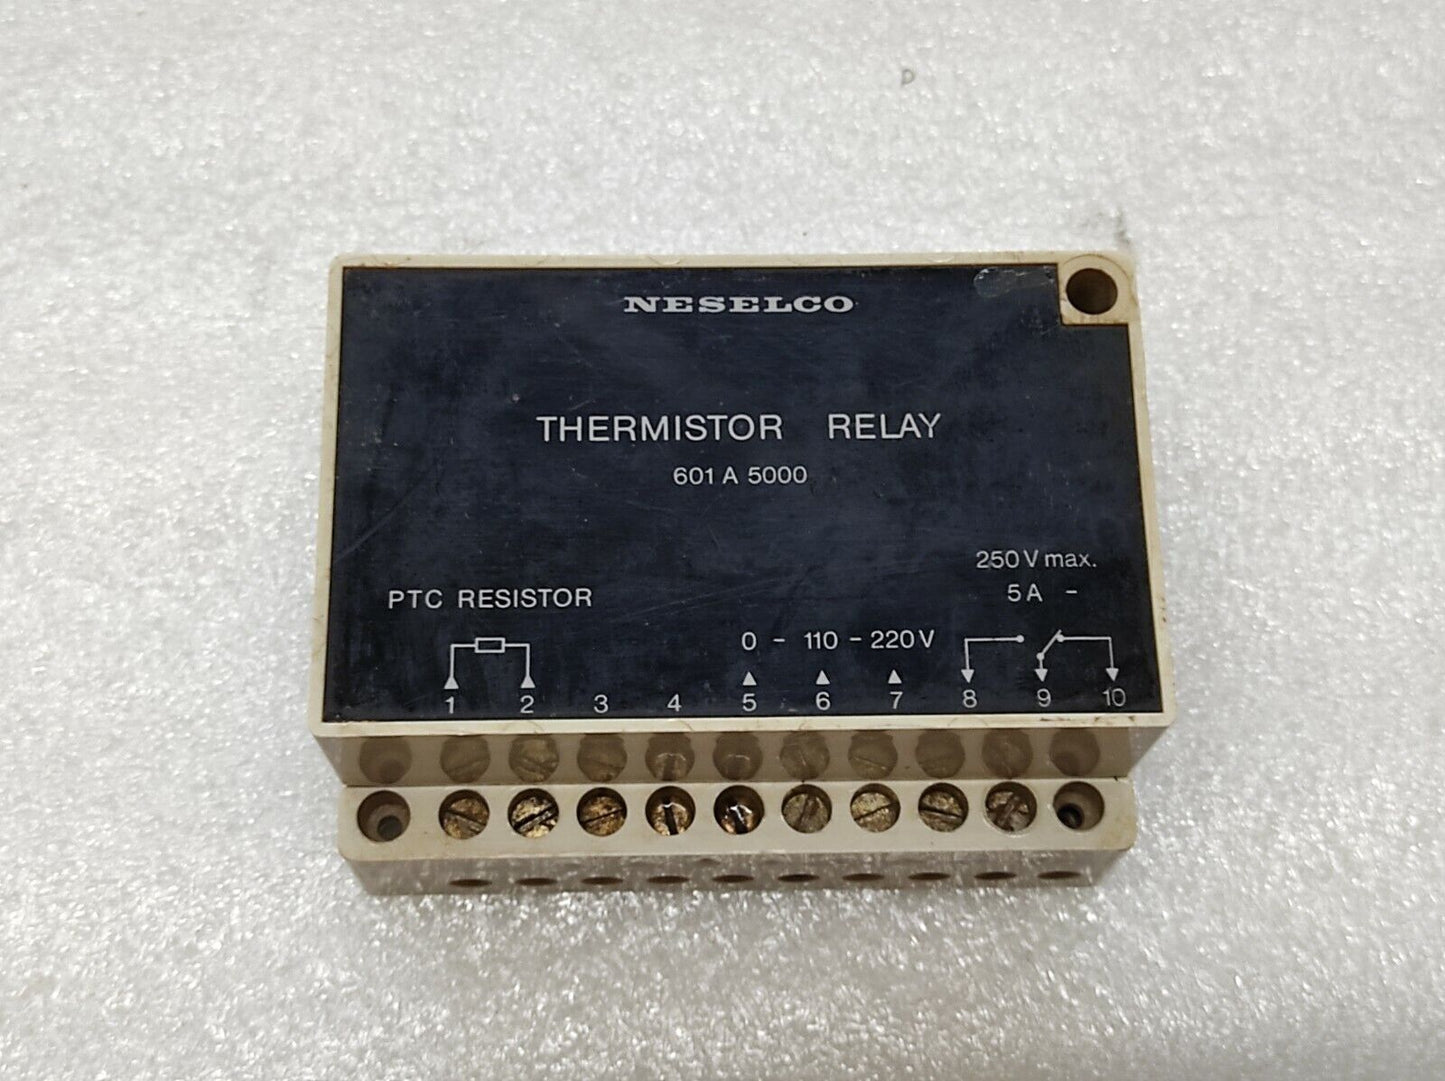 NESELCO
THERMISTOR RELAY
601 A 5000
250 V max.
5 A -
PTC RESISTOR
0 - 110 - 220 V
1 2 3 4 5 6 7 8 9 10